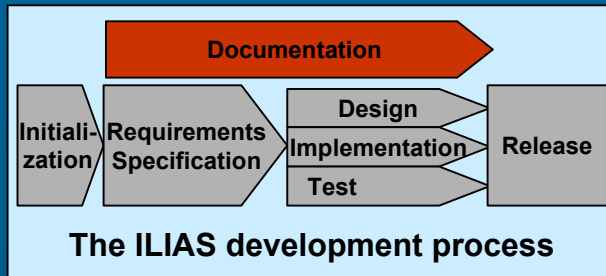 Documentation
Initiali-
zation
Requirements
Specification
Design
Implementation
Test
Release
The ILIAS development process